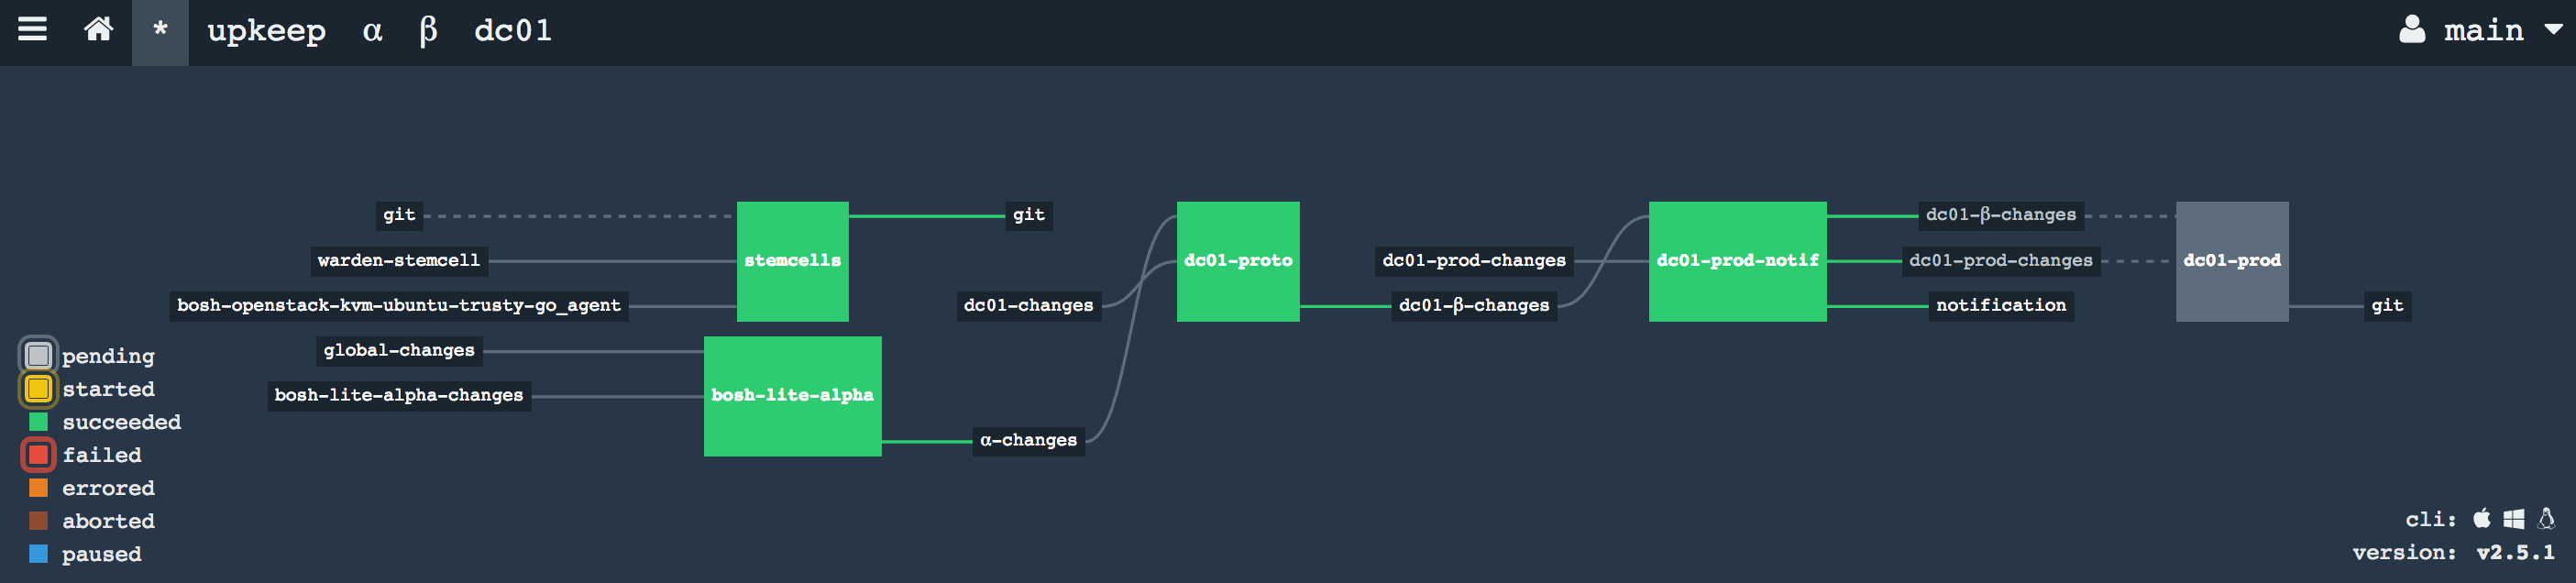 * upkeep α β dc01 main
git
warden-stemcell
bosh-openstack-kvm-ubuntu-trusty-go_agent
stemcells
git
global-changes
bosh-lite-alpha-changes
bosh-lite-alpha
dc01-changes
α-changes
dc01-proto
dc01-prod-changes
dc01-β-changes
dc01-prod-notif
dc01-β-changes
dc01-prod-changes
notification
dc01-prod
git
pending
started
succeeded
failed
errored
aborted
paused
cli:
version: v2.5.1